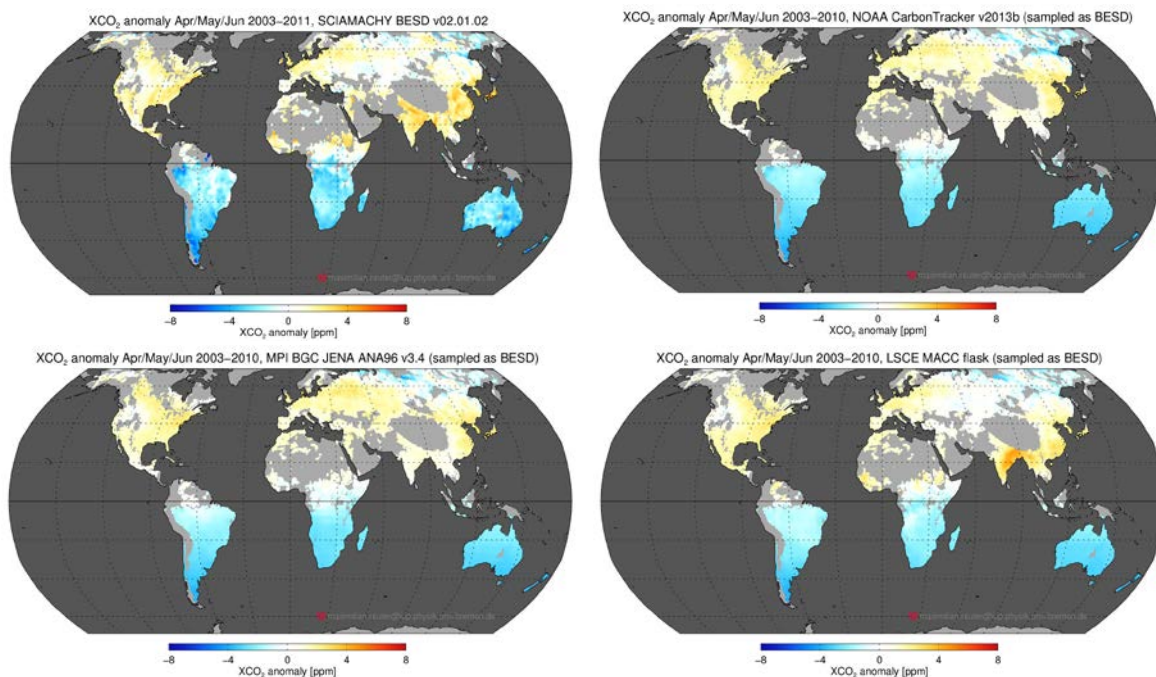 XCO₂ anomaly Apr/May/Jun 2003–2011, SCIAMACHY BESD v02.01.02
-8 -4 0 4 8
XCO₂ anomaly [ppm]
XCO₂ anomaly Apr/May/Jun 2003–2010, NOAA CarbonTracker v2013b (sampled as BESD)
-8 -4 0 4 8
XCO₂ anomaly [ppm]
XCO₂ anomaly Apr/May/Jun 2003–2010, MPI BGC JENA ANA96 v3.4 (sampled as BESD)
-8 -4 0 4 8
XCO₂ anomaly [ppm]
XCO₂ anomaly Apr/May/Jun 2003–2010, LSCE MACC flask (sampled as BESD)
-8 -4 0 4 8
XCO₂ anomaly [ppm]